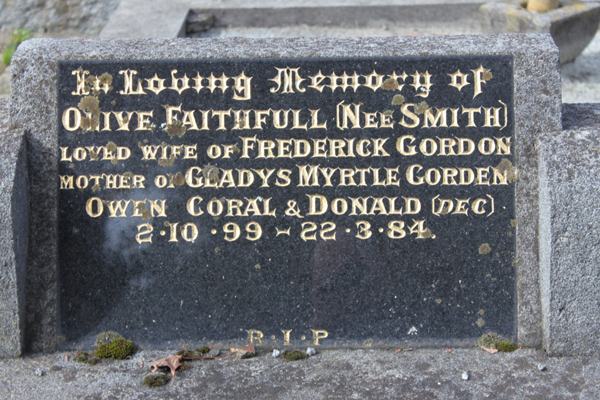 In Loving Memory of
OLIVE FAITHFULL (NEE SMITH)
LOVED WIFE OF FREDERICK GORDON
MOTHER OF GLADYS MYRTLE GORDEN
OWEN CORAL & DONALD (DEC)
2·10·99 - 22·3·84.
R·I·P